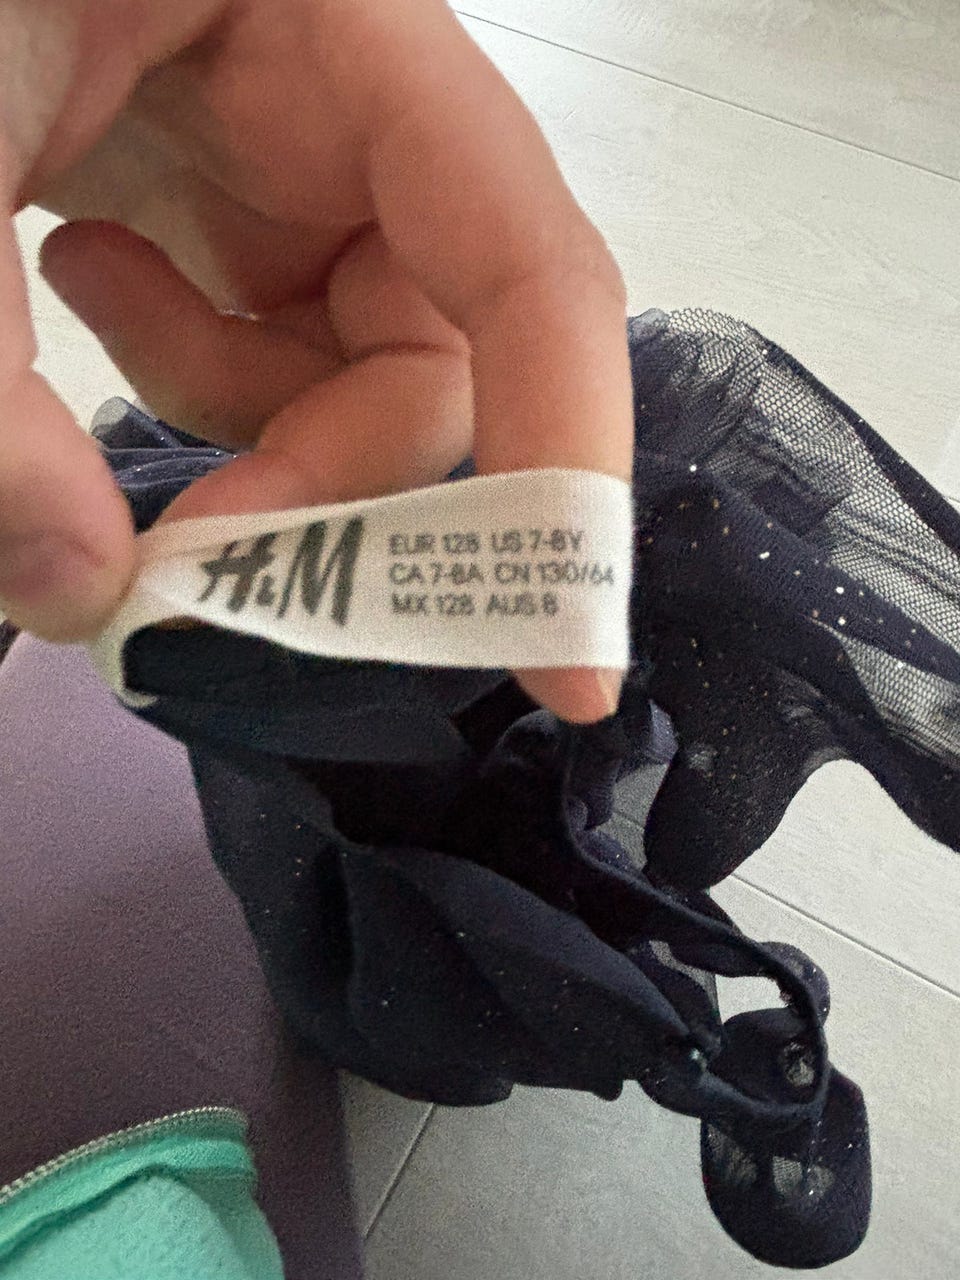 H&M
EUR 128 US 7-8Y
CA 7-8A CN 130/64
MX 128 AUS 8